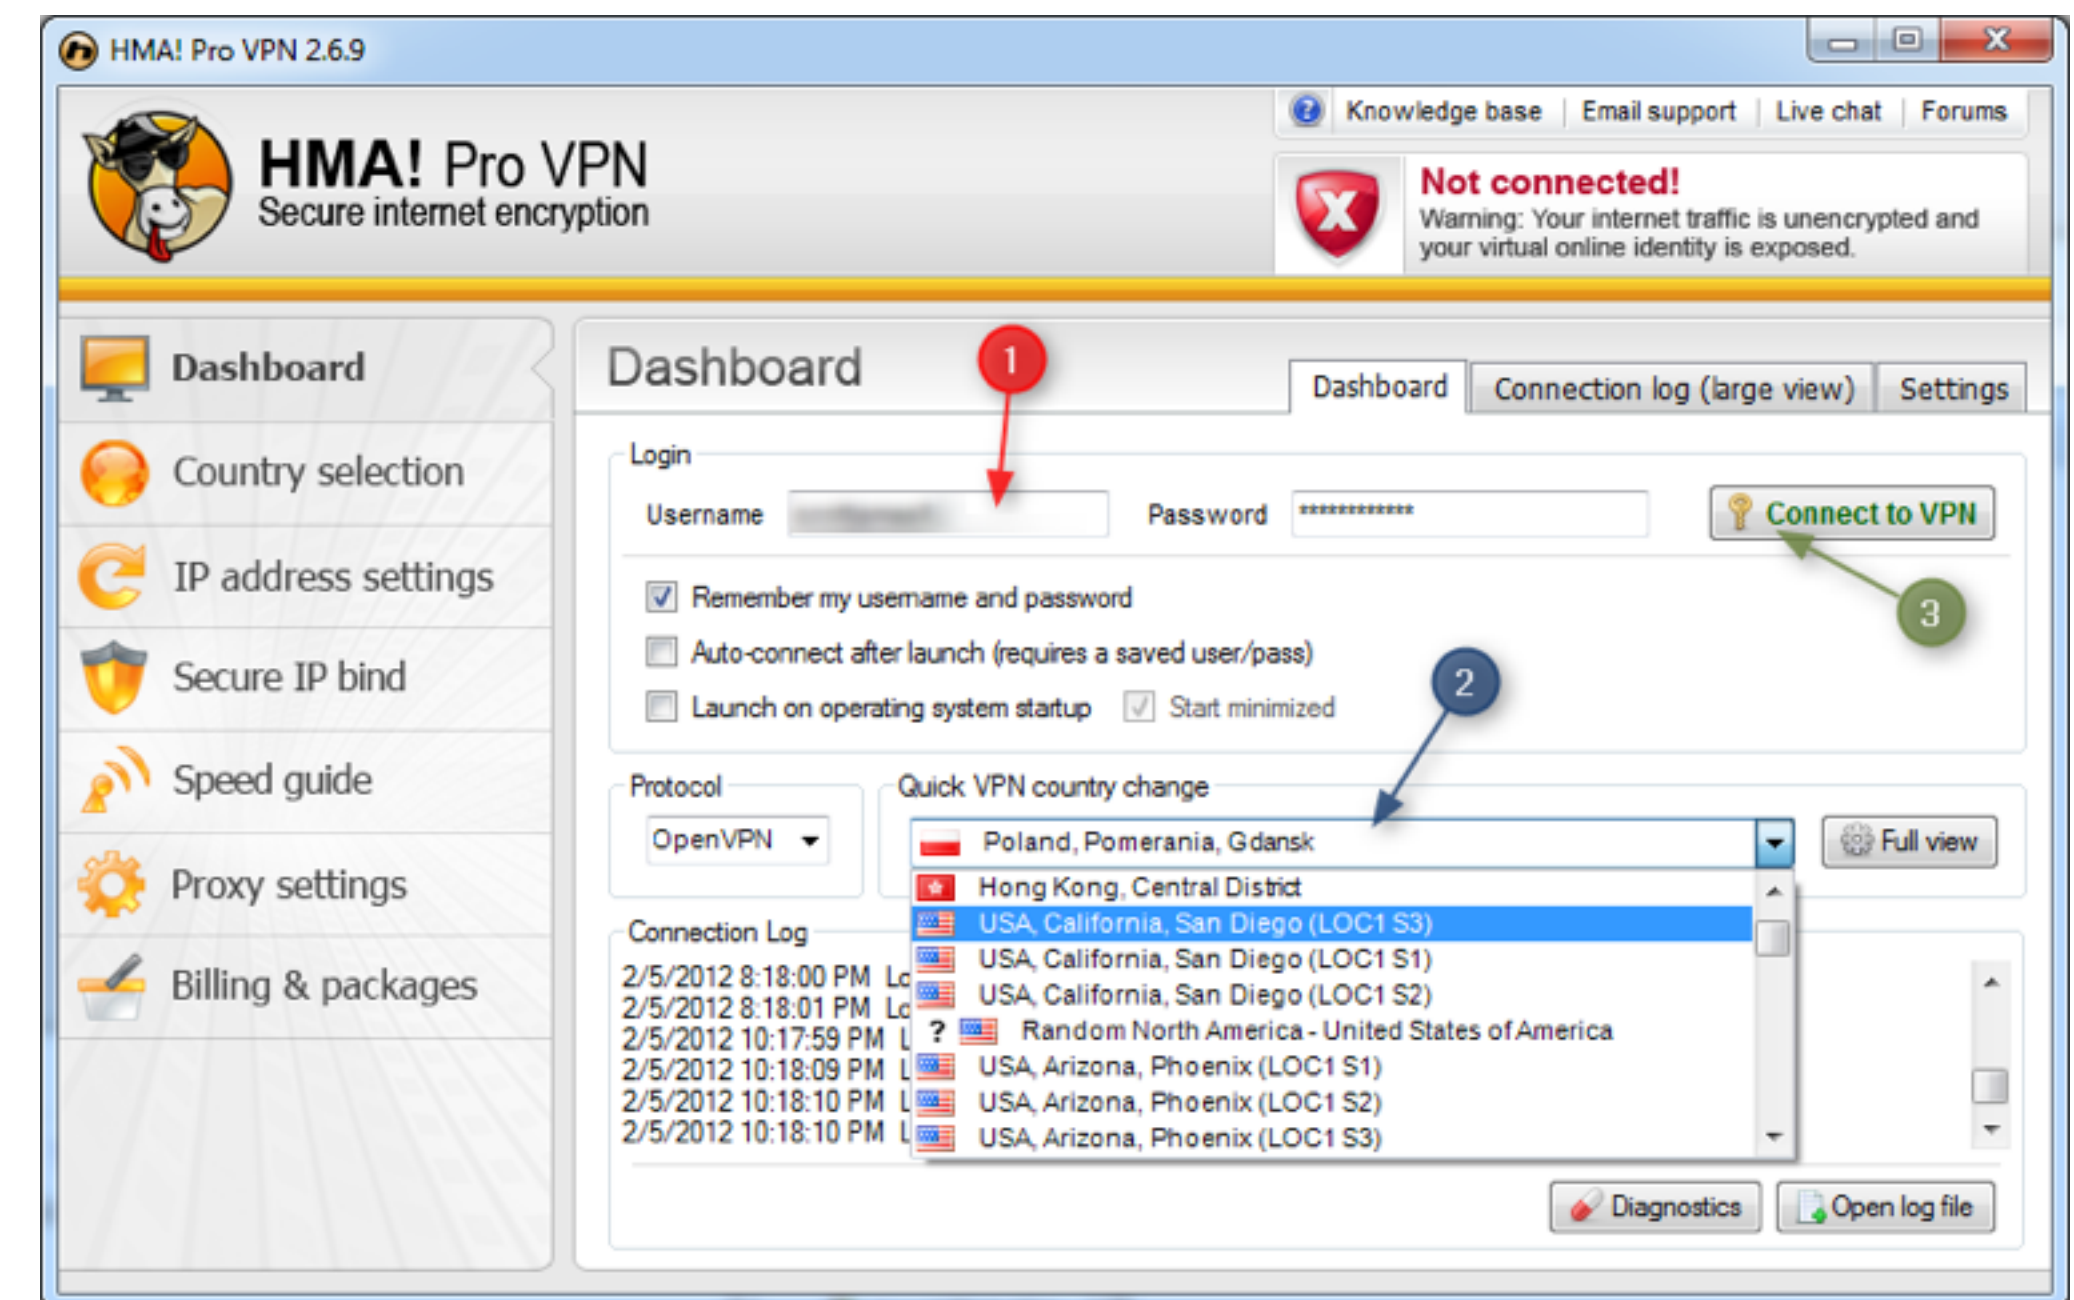 HMA! Pro VPN 2.6.9
Knowledge base | Email support | Live chat | Forums
HMA! Pro VPN
Secure internet encryption
Not connected!
Warning: Your internet traffic is unencrypted and
your virtual online identity is exposed.
Dashboard
Country selection
IP address settings
Secure IP bind
Speed guide
Proxy settings
Billing & packages
Dashboard
1
Dashboard
Connection log (large view)
Settings
Login
Username
Password
************
Connect to VPN
3
Remember my username and password
Auto-connect after launch (requires a saved user/pass)
Launch on operating system startup
Start minimized
2
Protocol
OpenVPN
Quick VPN country change
Poland, Pomerania, Gdansk
Full view
Hong Kong, Central District
USA, California, San Diego (LOC1 S3)
USA, California, San Diego (LOC1 S1)
USA, California, San Diego (LOC1 S2)
? Random North America - United States of America
USA, Arizona, Phoenix (LOC1 S1)
USA, Arizona, Phoenix (LOC1 S2)
USA, Arizona, Phoenix (LOC1 S3)
Connection Log
2/5/2012 8:18:00 PM
2/5/2012 8:18:01 PM
2/5/2012 10:17:59 PM
2/5/2012 10:18:09 PM
2/5/2012 10:18:10 PM
2/5/2012 10:18:10 PM
Diagnostics
Open log file